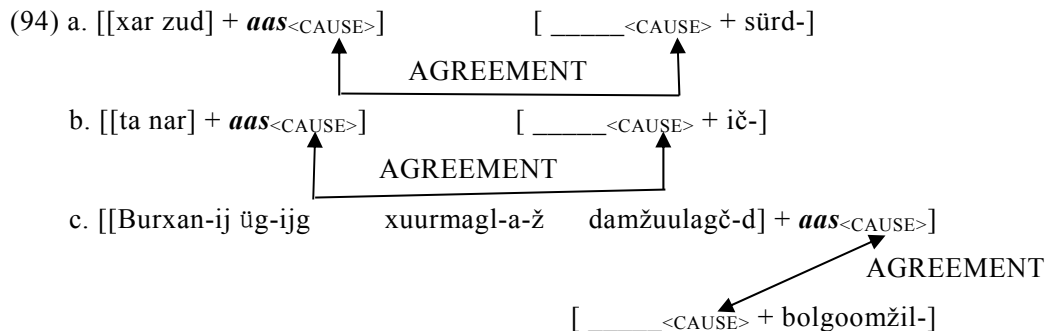 (94) a. [[xar zud] + aas<CAUSE>] [ _____<CAUSE> + sürd-]
AGREEMENT
b. [[ta nar] + aas<CAUSE>] [ _____<CAUSE> + ič-]
AGREEMENT
c. [[Burxan-ij üg-ijg xuurmagl-a-ž damžuulagč-d] + aas<CAUSE>]
AGREEMENT
[ _____<CAUSE> + bolgoomžil-]